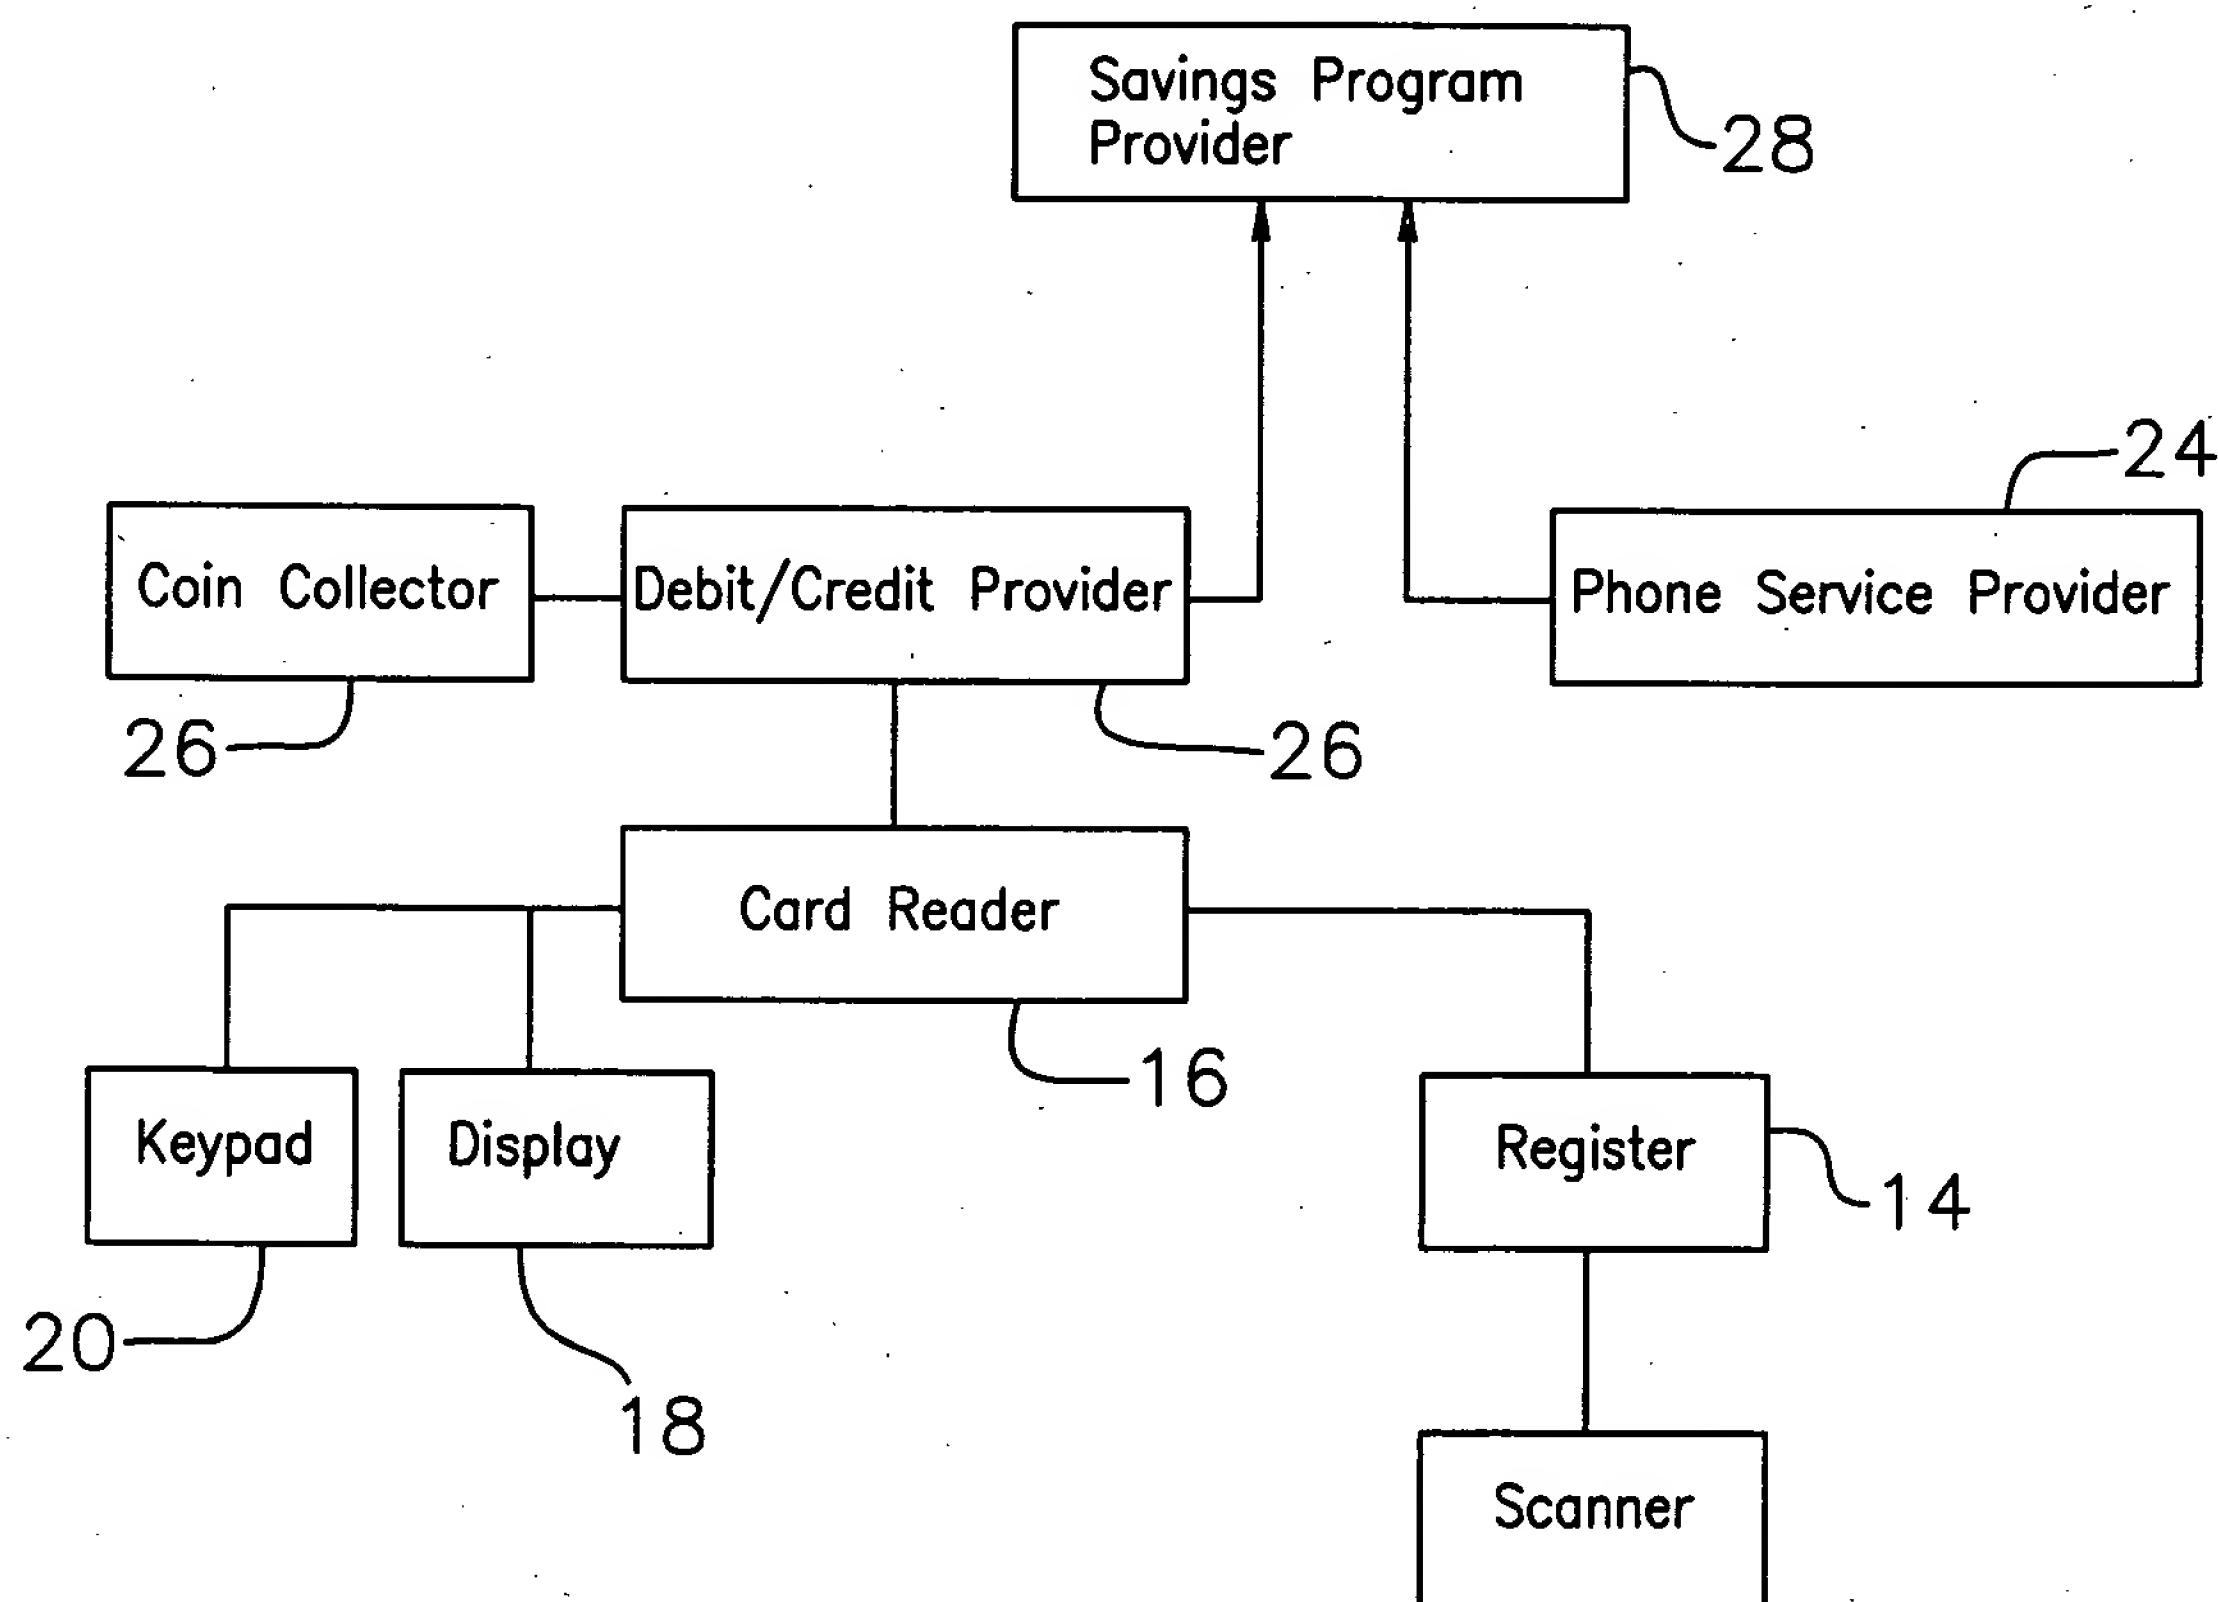 Savings Program
Provider
28
24
Coin Collector
Debit/Credit Provider
Phone Service Provider
26
26
Card Reader
16
Keypad
Display
Register
14
20
18
Scanner